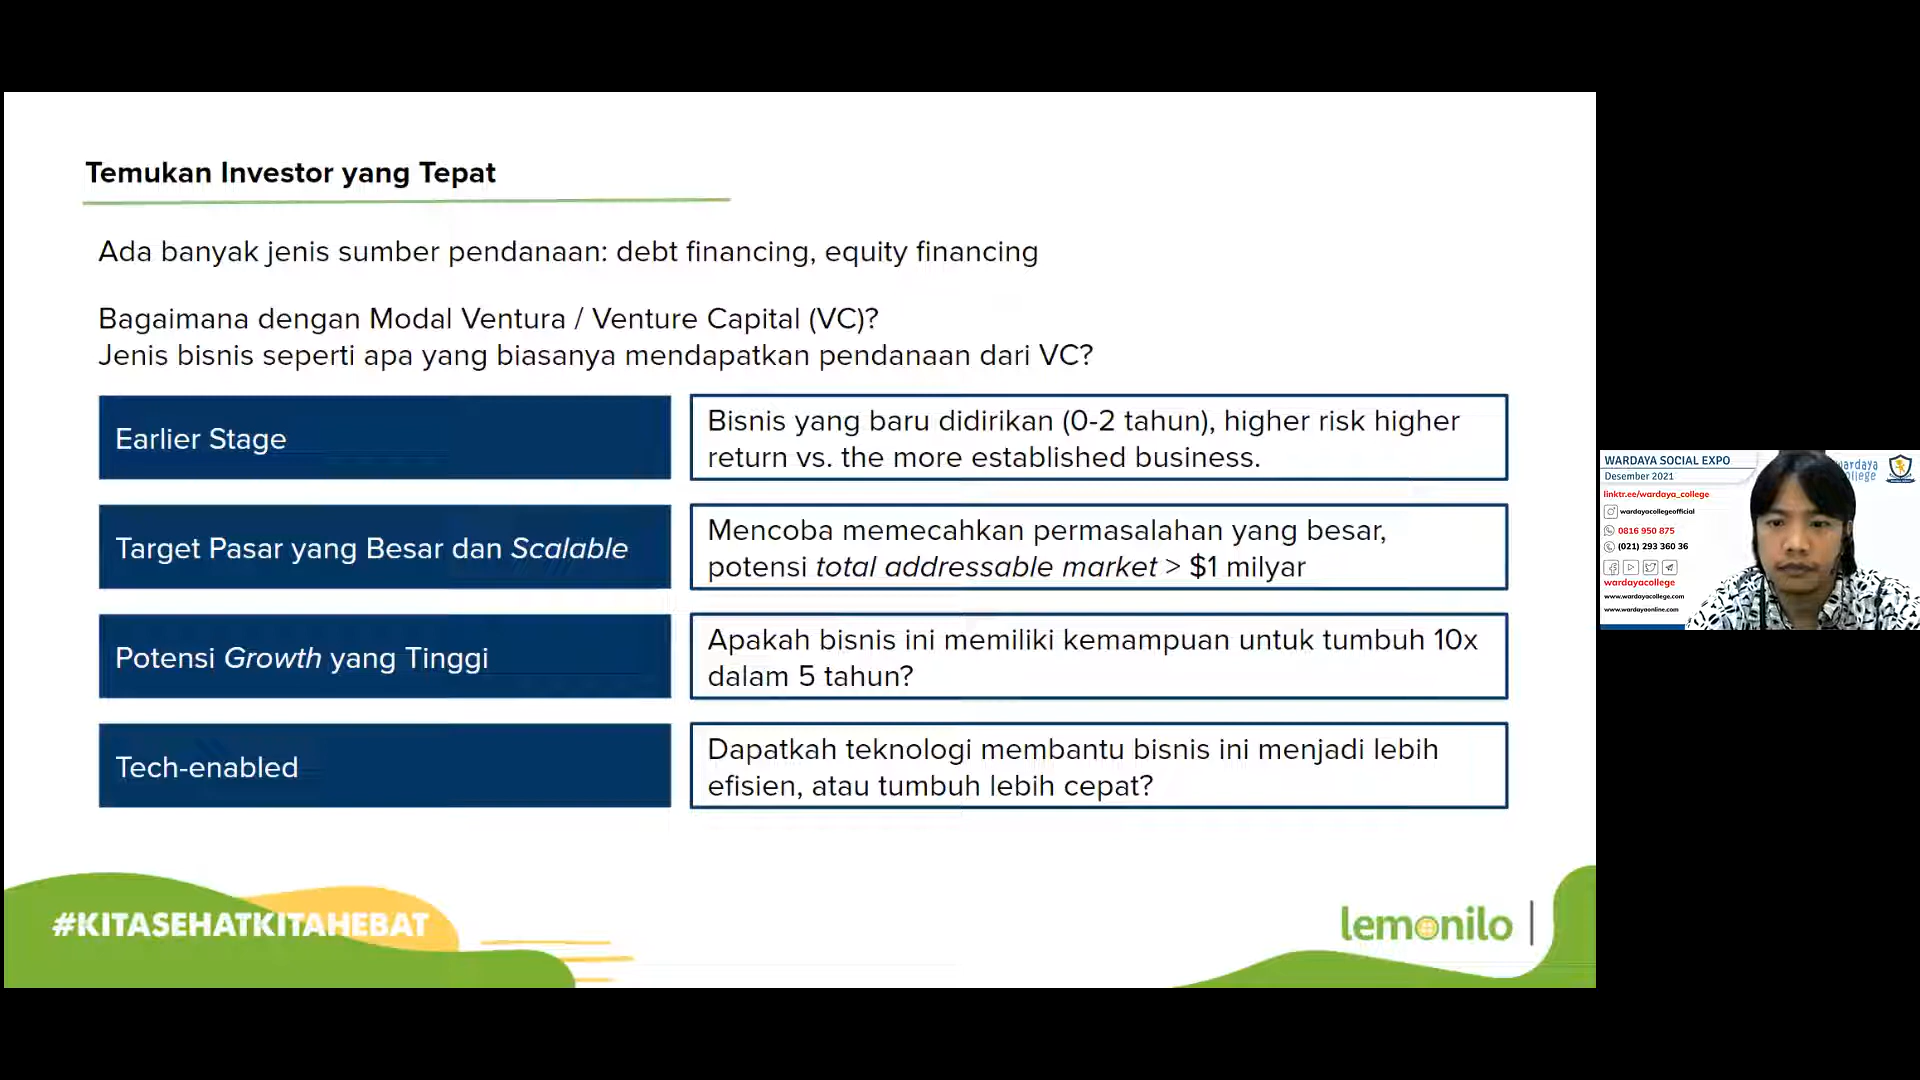 Temukan Investor yang Tepat
Ada banyak jenis sumber pendanaan: debt financing, equity financing
Bagaimana dengan Modal Ventura / Venture Capital (VC)?
Jenis bisnis seperti apa yang biasanya mendapatkan pendanaan dari VC?
Earlier Stage
Bisnis yang baru didirikan (0-2 tahun), higher risk higher
return vs. the more established business.
Target Pasar yang Besar dan Scalable
Mencoba memecahkan permasalahan yang besar,
potensi total addressable market > $1 milyar
Potensi Growth yang Tinggi
Apakah bisnis ini memiliki kemampuan untuk tumbuh 10x
dalam 5 tahun?
Tech-enabled
Dapatkah teknologi membantu bisnis ini menjadi lebih
efisien, atau tumbuh lebih cepat?
#KITASEHATKITAHEBAT
lemonilo
WARDAYA SOCIAL EXPO
Desember 2021
linktr.ee/wardaya_college
wardayacollegeofficial
0816 950 875
(021) 293 360 36
wardayacollege
www.wardayacollege.com
www.wardayaonline.com